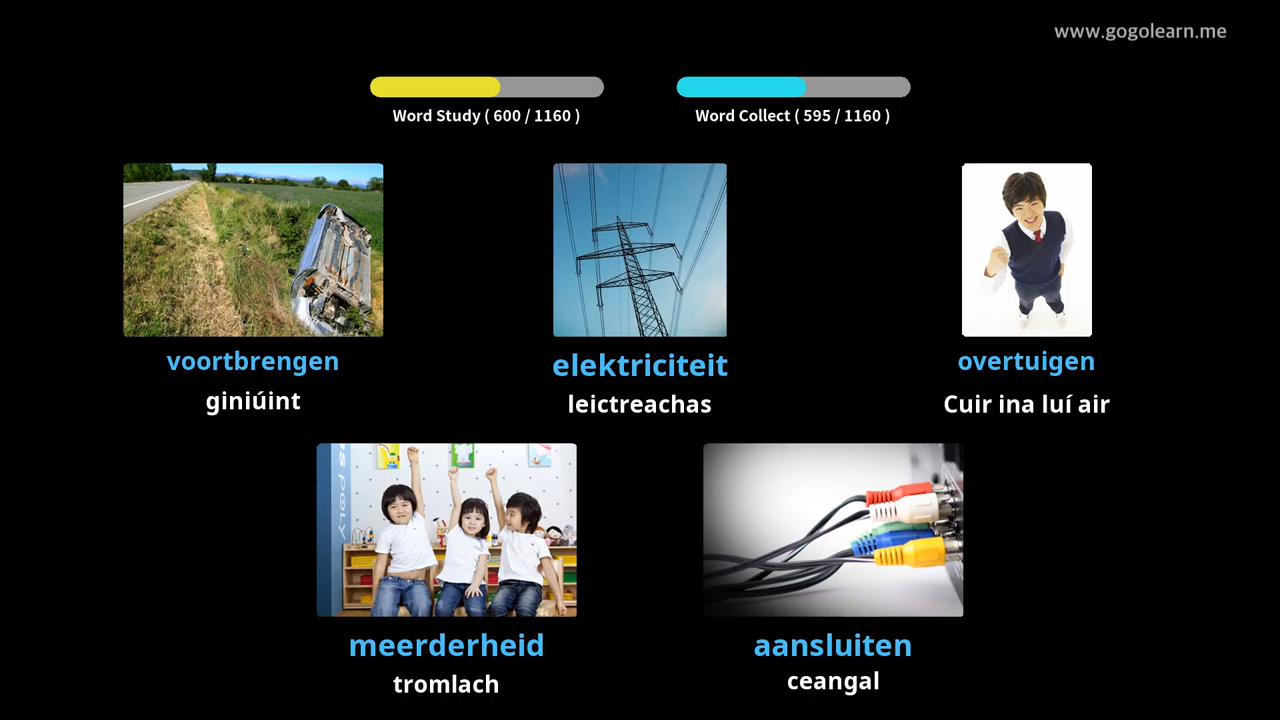 www.gogolearn.me
Word Study ( 600 / 1160 )
Word Collect ( 595 / 1160 )
voortbrengen
giniúint
elektriciteit
leictreachas
overtuigen
Cuir ina luí air
meerderheid
tromlach
aansluiten
ceangal